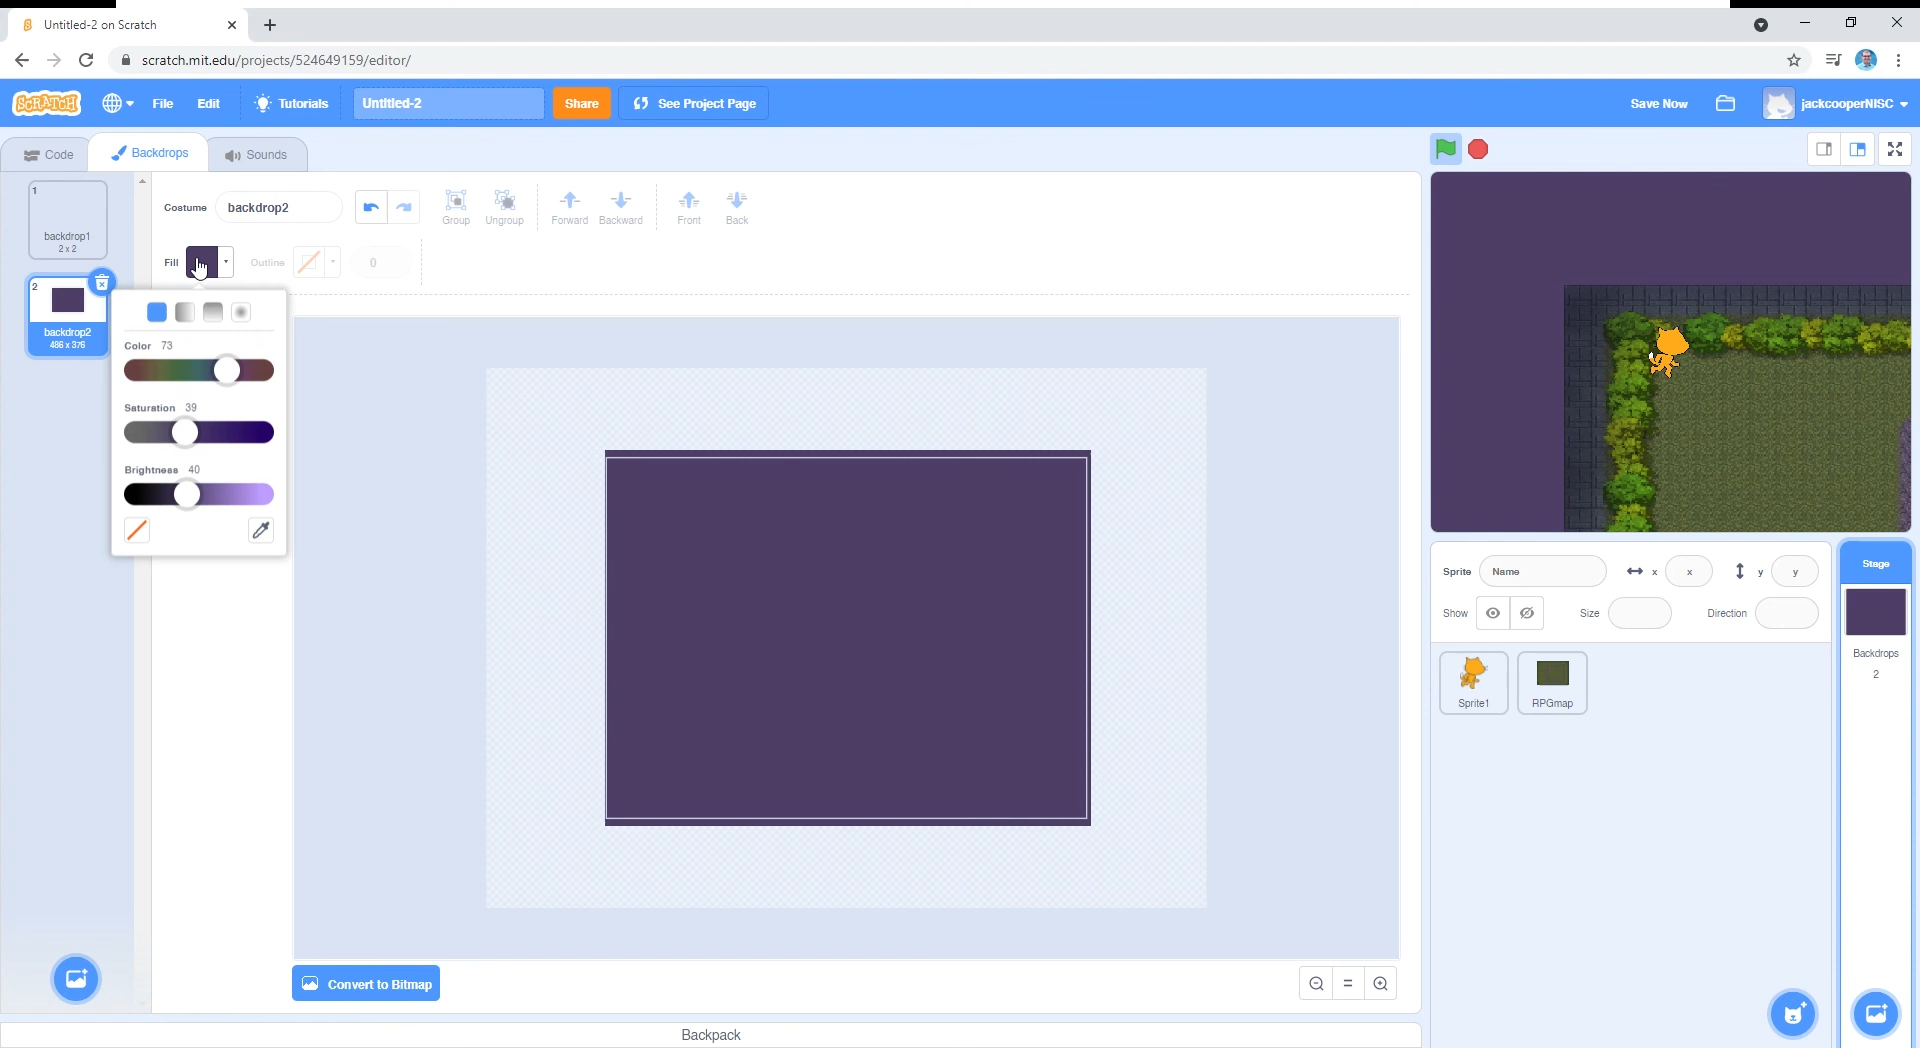 Untitled-2 on Scratch
scratch.mit.edu/projects/524649159/editor/
SCRATCH
File
Edit
Tutorials
Untitled-2
Share
See Project Page
Save Now
jackcooperNISC
Code
Backdrops
Sounds
1
backdrop1
2 x 2
2
backdrop2
486 x 376
Costume
backdrop2
Group
Ungroup
Forward
Backward
Front
Back
Fill
Outline
0
Color 73
Saturation 39
Brightness 40
Convert to Bitmap
Backpack
Sprite
Name
x
x
y
y
Show
Size
Direction
Sprite1
RPGmap
Stage
Backdrops
2